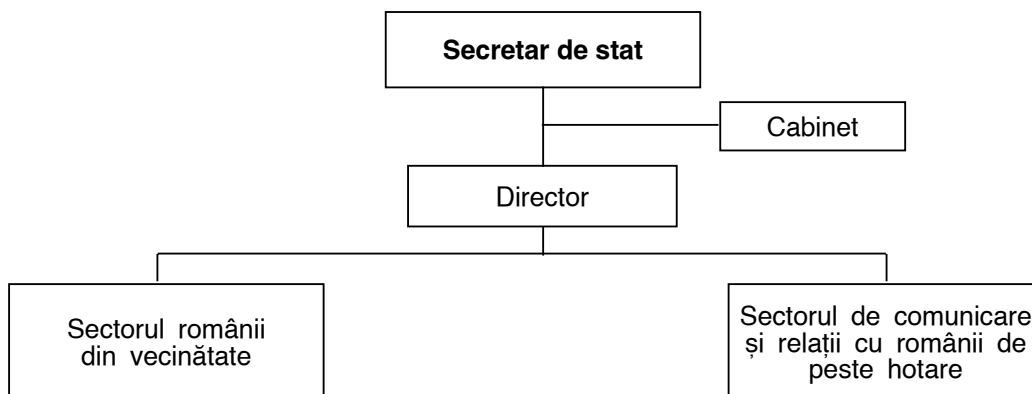 Secretar de stat
Cabinet
Director
Sectorul românii
din vecinătate
Sectorul de comunicare
și relații cu românii de
peste hotare